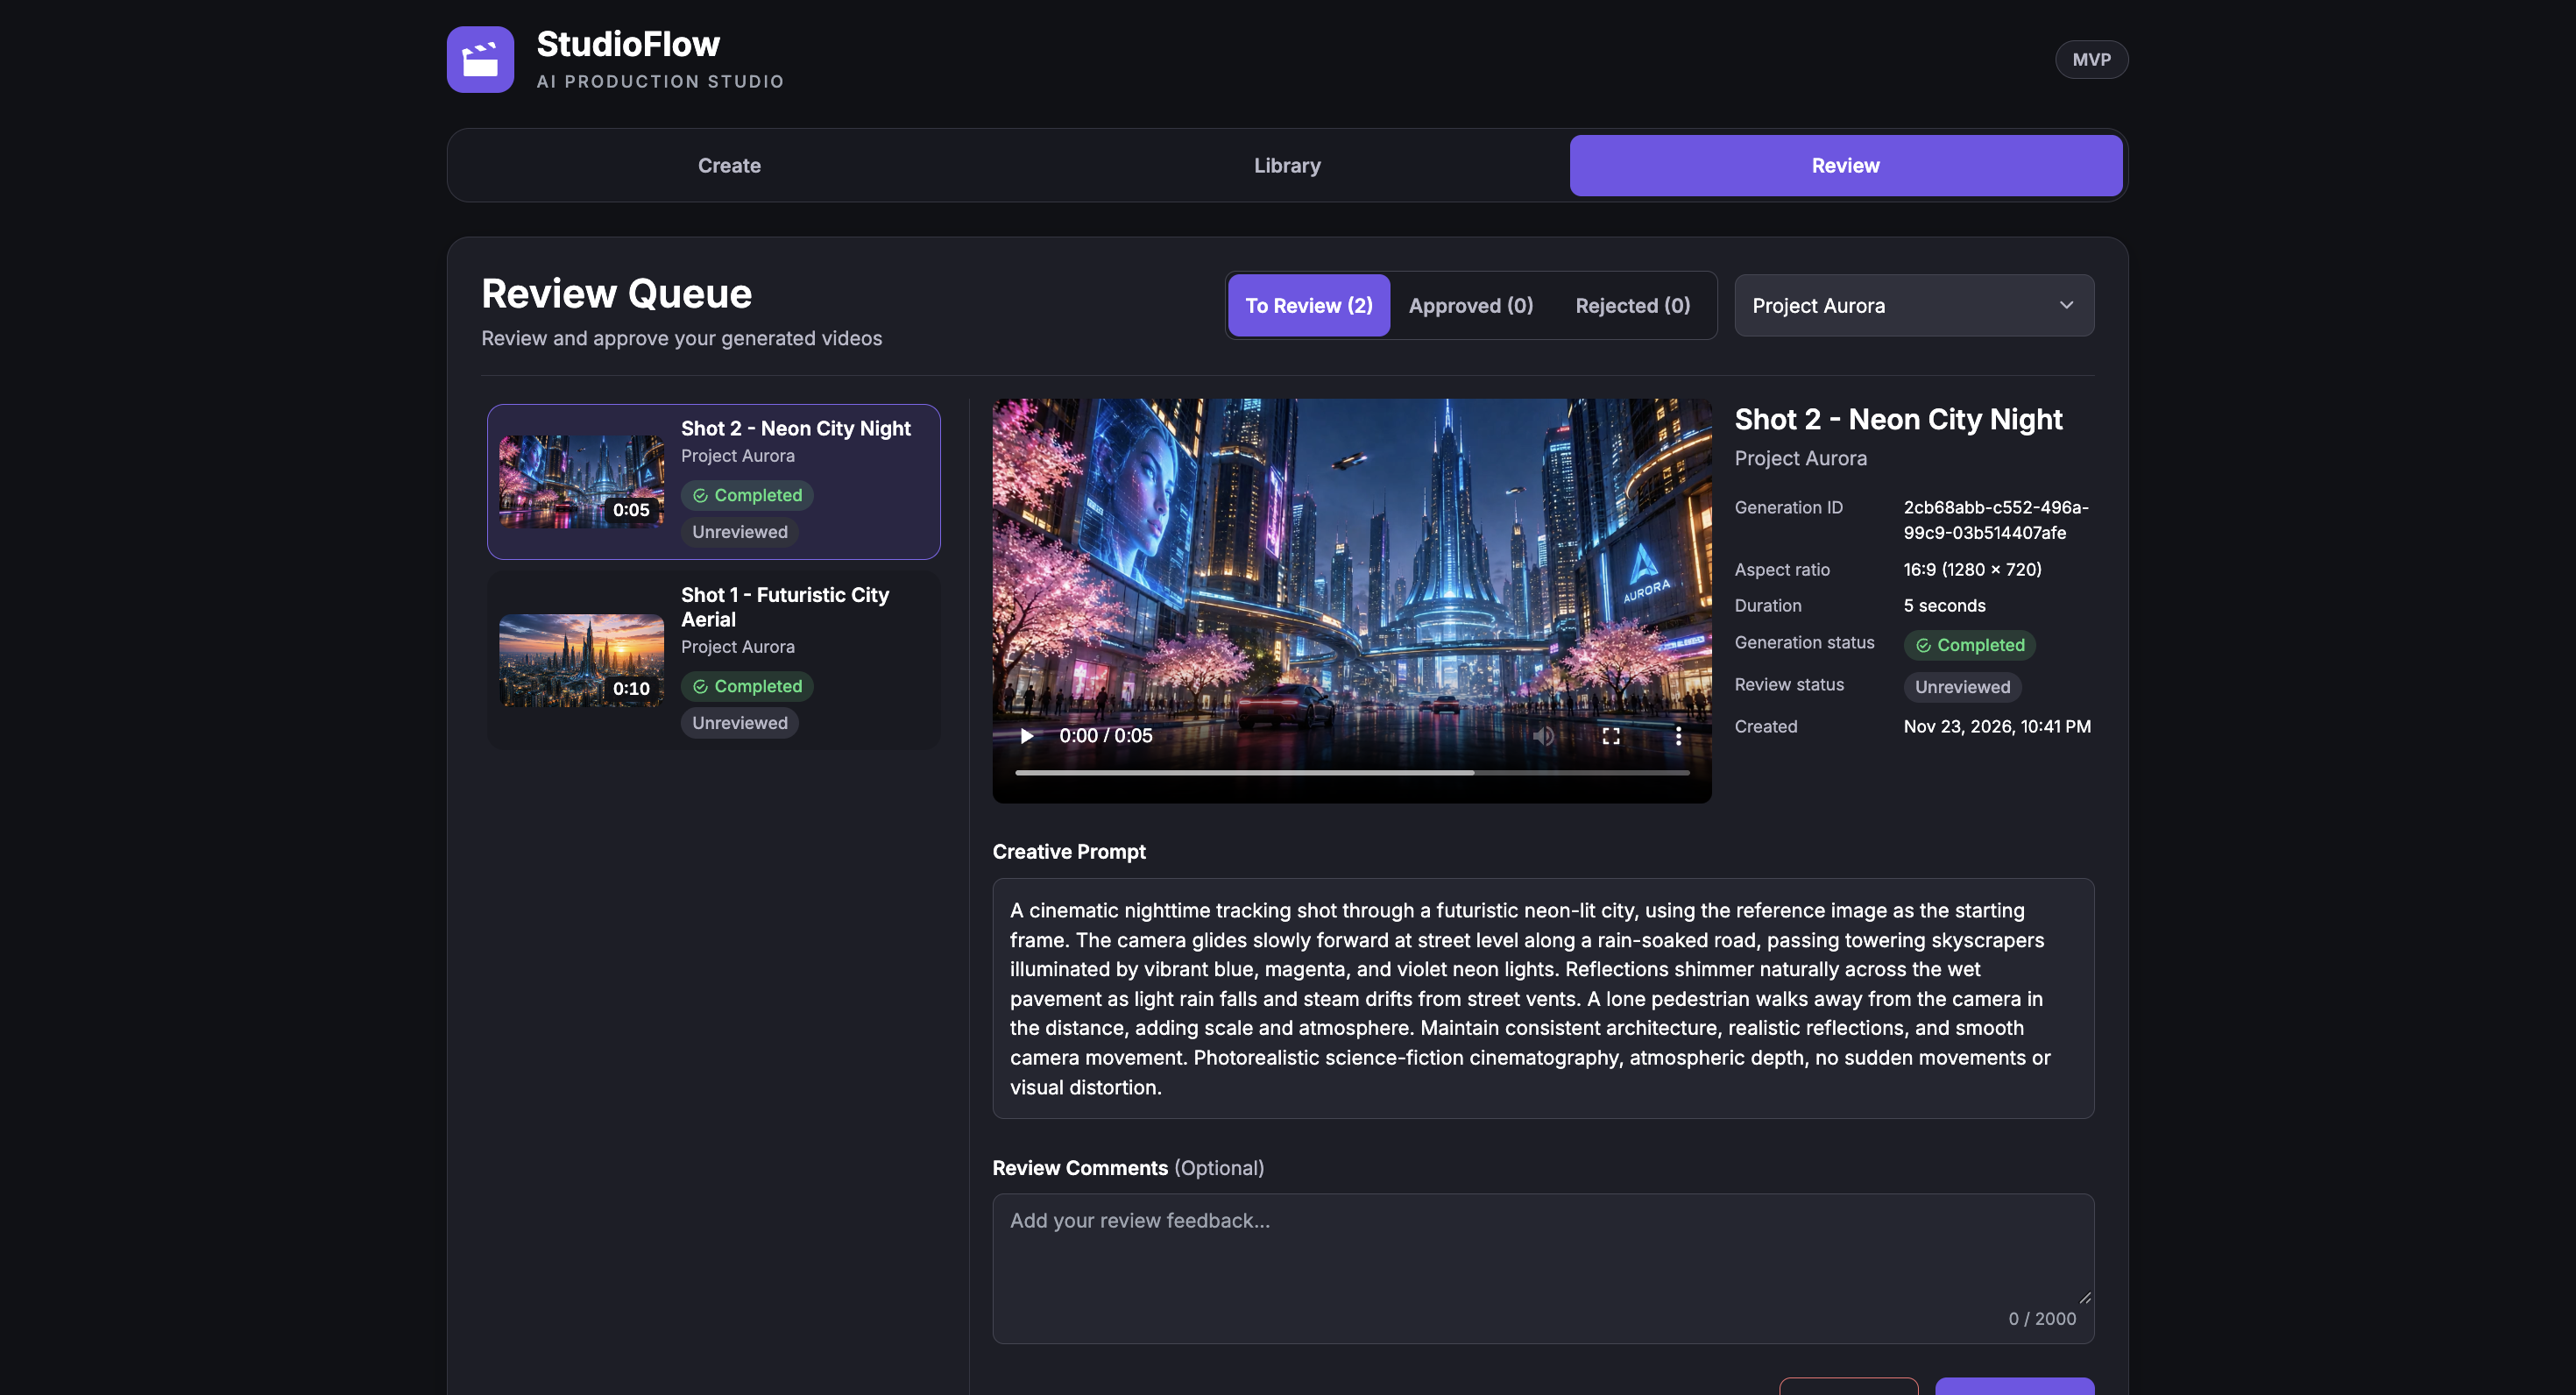 StudioFlow
AI PRODUCTION STUDIO
MVP
Create
Library
Review
Review Queue
Review and approve your generated videos
To Review (2)
Approved (0)
Rejected (0)
Project Aurora
Shot 2 - Neon City Night
Project Aurora
Completed
Unreviewed
0:05
Shot 1 - Futuristic City
Aerial
Project Aurora
Completed
Unreviewed
0:10
AURORA
0:00 / 0:05
Shot 2 - Neon City Night
Project Aurora
Generation ID
2cb68abb-c552-496a-
99c9-03b514407afe
Aspect ratio
16:9 (1280 × 720)
Duration
5 seconds
Generation status
Completed
Review status
Unreviewed
Created
Nov 23, 2026, 10:41 PM
Creative Prompt
A cinematic nighttime tracking shot through a futuristic neon-lit city, using the reference image as the starting
frame. The camera glides slowly forward at street level along a rain-soaked road, passing towering skyscrapers
illuminated by vibrant blue, magenta, and violet neon lights. Reflections shimmer naturally across the wet
pavement as light rain falls and steam drifts from street vents. A lone pedestrian walks away from the camera in
the distance, adding scale and atmosphere. Maintain consistent architecture, realistic reflections, and smooth
camera movement. Photorealistic science-fiction cinematography, atmospheric depth, no sudden movements or
visual distortion.
Review Comments (Optional)
Add your review feedback...
0 / 2000